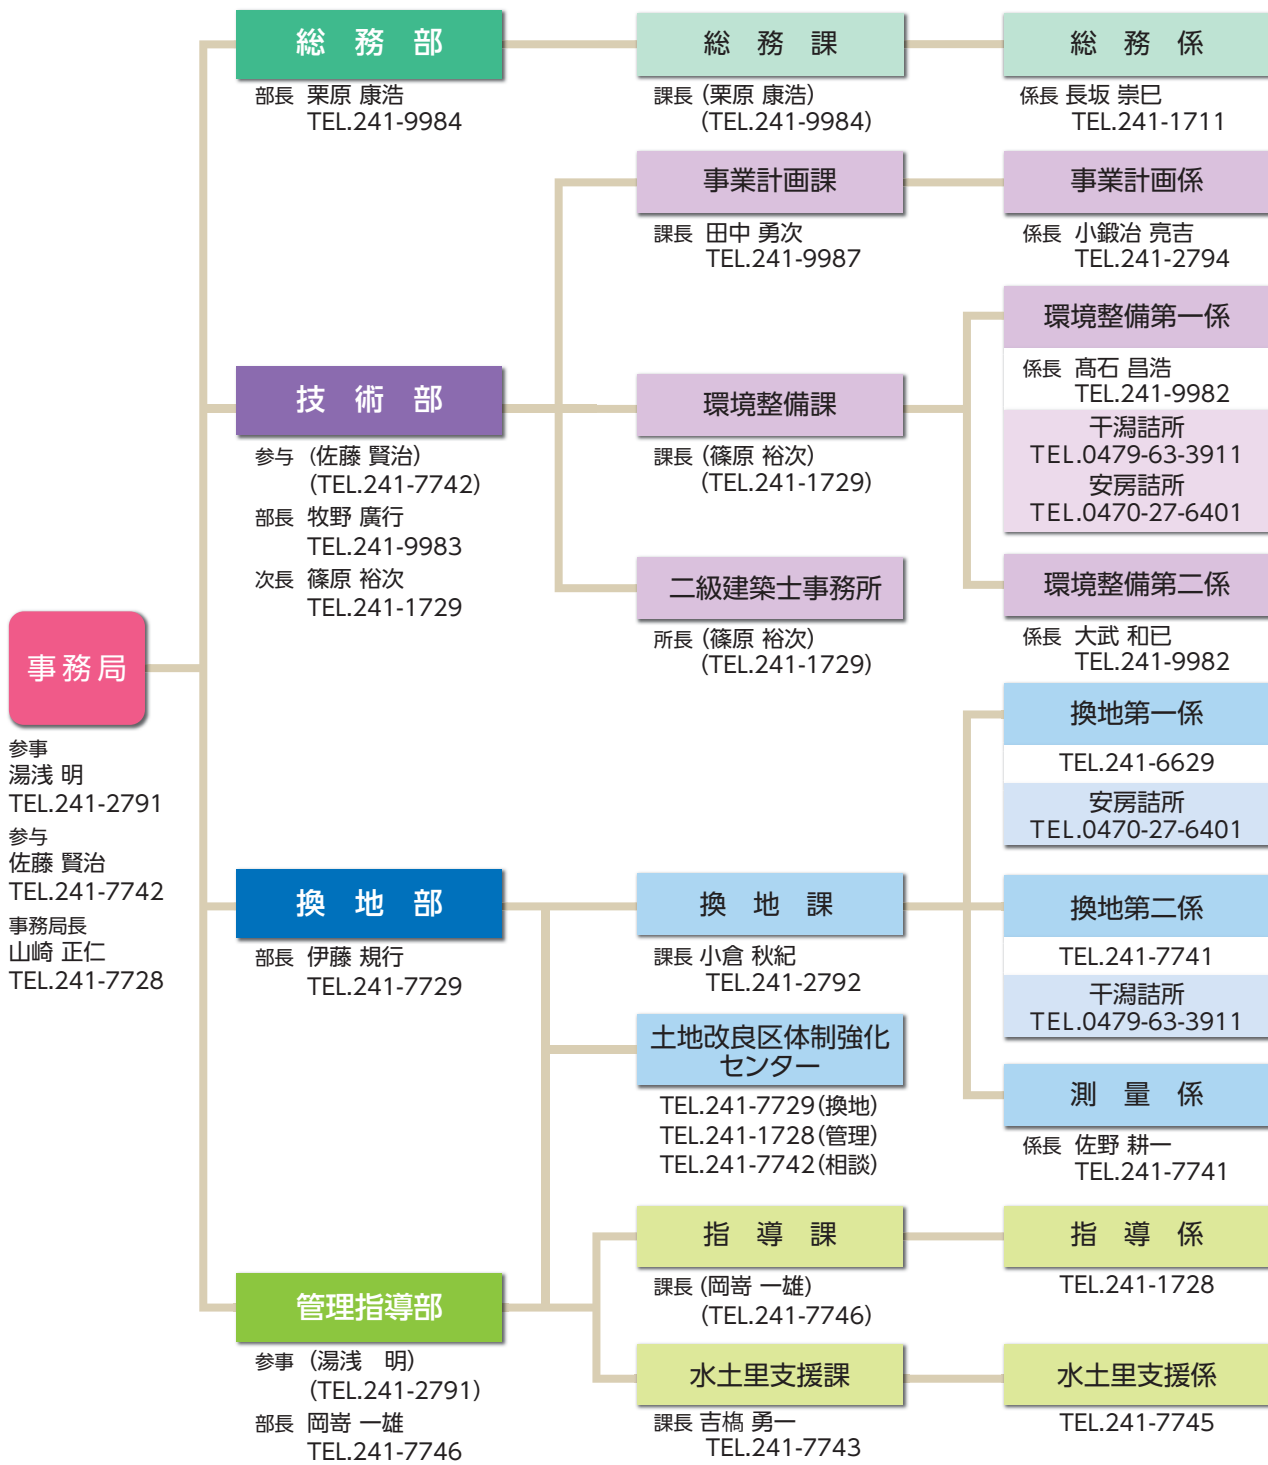 事務局
参事
湯浅 明
TEL.241-2791
参与
佐藤 賢治
TEL.241-7742
事務局長
山崎 正仁
TEL.241-7728
総務部
部長 栗原 康浩
TEL.241-9984
総務課
課長 (栗原 康浩)
(TEL.241-9984)
総務係
係長 長坂 崇巳
TEL.241-1711
技術部
参与 (佐藤 賢治)
(TEL.241-7742)
部長 牧野 廣行
TEL.241-9983
次長 篠原 裕次
TEL.241-1729
事業計画課
課長 田中 勇次
TEL.241-9987
事業計画係
係長 小鍛冶 亮吉
TEL.241-2794
環境整備課
課長 (篠原 裕次)
(TEL.241-1729)
環境整備第一係
係長 髙石 昌浩
TEL.241-9982
干潟詰所
TEL.0479-63-3911
安房詰所
TEL.0470-27-6401
環境整備第二係
係長 大武 和巳
TEL.241-9982
二級建築士事務所
所長 (篠原 裕次)
(TEL.241-1729)
換地部
部長 伊藤 規行
TEL.241-7729
換地課
課長 小倉 秋紀
TEL.241-2792
換地第一係
TEL.241-6629
安房詰所
TEL.0470-27-6401
換地第二係
TEL.241-7741
干潟詰所
TEL.0479-63-3911
測量係
係長 佐野 耕一
TEL.241-7741
土地改良区体制強化
センター
TEL.241-7729(換地)
TEL.241-1728(管理)
TEL.241-7742(相談)
管理指導部
参事 (湯浅 明)
(TEL.241-2791)
部長 岡嵜 一雄
TEL.241-7746
指導課
課長 (岡嵜 一雄)
(TEL.241-7746)
指導係
TEL.241-1728
水土里支援課
課長 吉橋 勇一
TEL.241-7743
水土里支援係
TEL.241-7745